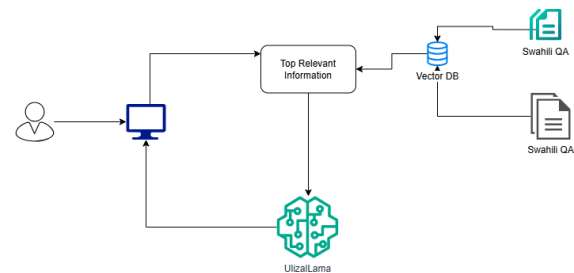 Swahili QA
Top Relevant
Information
Vector DB
Swahili QA
UlizalLama